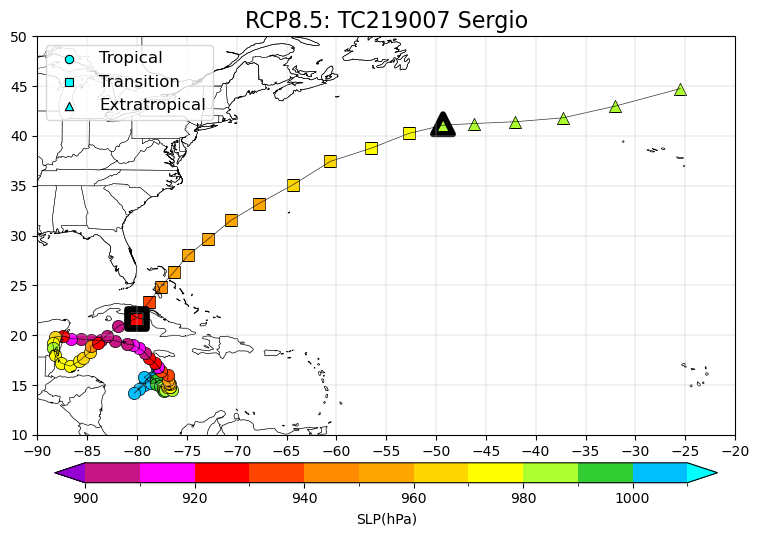 RCP8.5: TC219007 Sergio
Tropical
Transition
Extratropical
50
45
40
35
30
25
20
15
10
−90 −85 −80 −75 −70 −65 −60 −55 −50 −45 −40 −35 −30 −25 −20
900 920 940 960 980 1000
SLP(hPa)